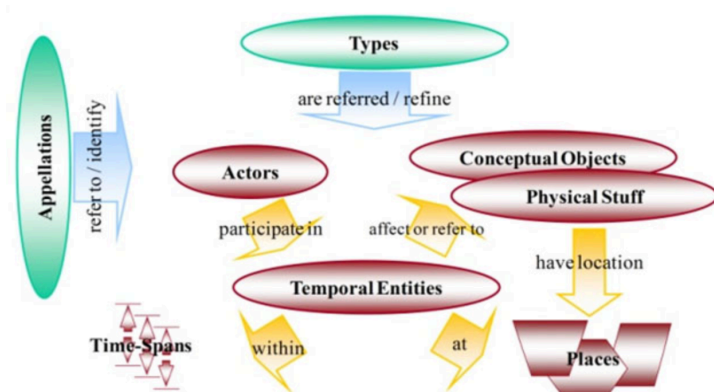 Types
are referred / refine
Appellations
refer to / identify
Actors
Conceptual Objects
Physical Stuff
participate in
affect or refer to
have location
Temporal Entities
Time-Spans
within
at
Places